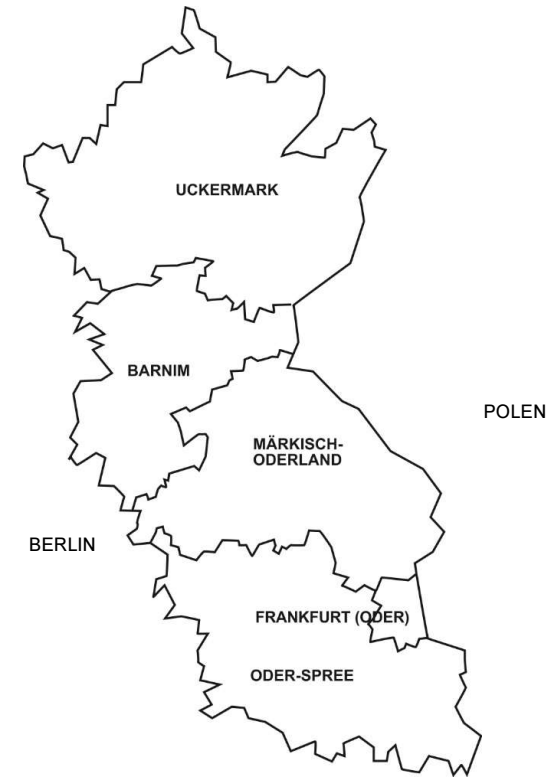 UCKERMARK
BARNIM
POLEN
MÄRKISCH-
ODERLAND
BERLIN
FRANKFURT (ODER)
ODER-SPREE